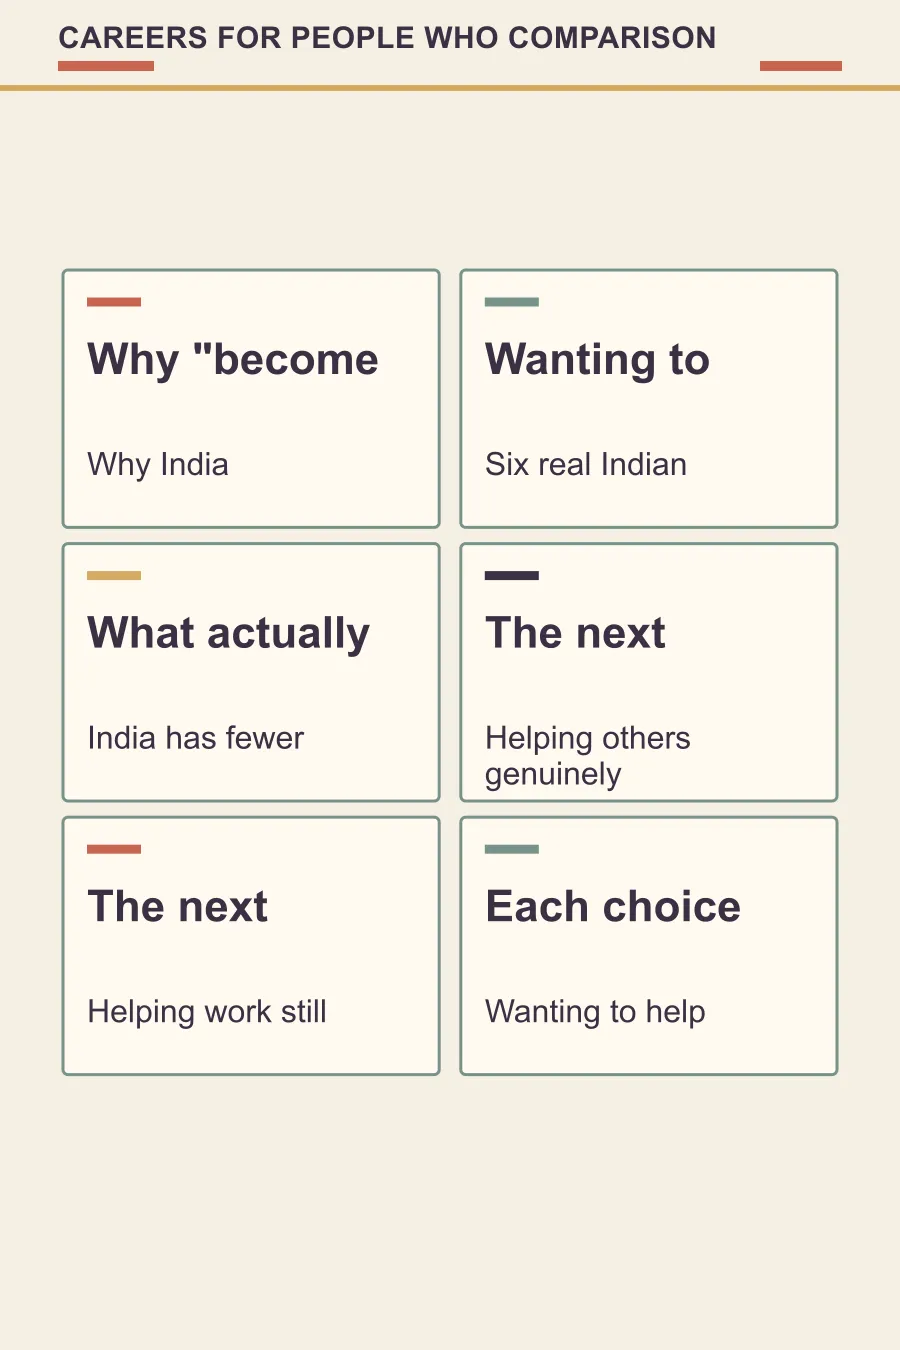 CAREERS FOR PEOPLE WHO COMPARISON
Why "become
Why India
Wanting to
Six real Indian
What actually
India has fewer
The next
Helping others
genuinely
The next
Helping work still
Each choice
Wanting to help